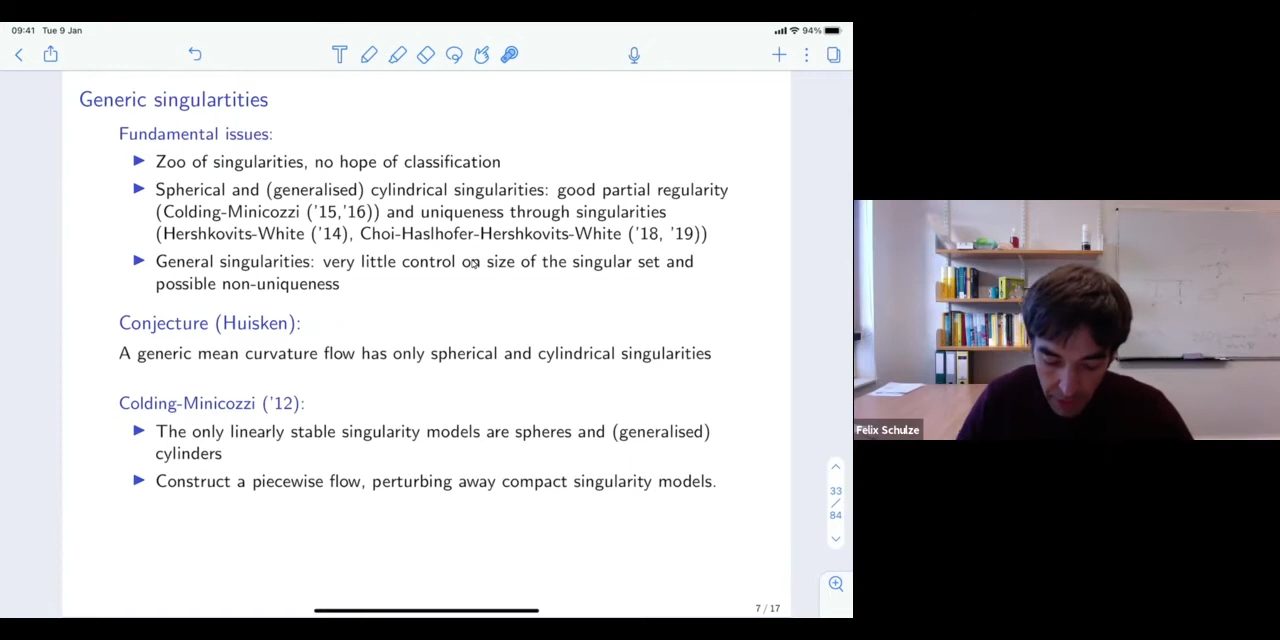 09:41 Tue 9 Jan
94%
Generic singultartities
Fundamental issues:
Zoo of singularities, no hope of classification
Spherical and (generalised) cylindrical singularities: good partial regularity
(Colding-Minicozzi ('15,'16)) and uniqueness through singularities
(Hershkovits-White ('14), Choi-Haslhofer-Hershkovits-White ('18, '19))
General singularities: very little control on size of the singular set and
possible non-uniqueness
Conjecture (Huisken):
A generic mean curvature flow has only spherical and cylindrical singularities
Colding-Minicozzi ('12):
The only linearly stable singularity models are spheres and (generalised)
cylinders
Construct a piecewise flow, perturbing away compact singularity models.
33
/
84
7 / 17
Felix Schulze